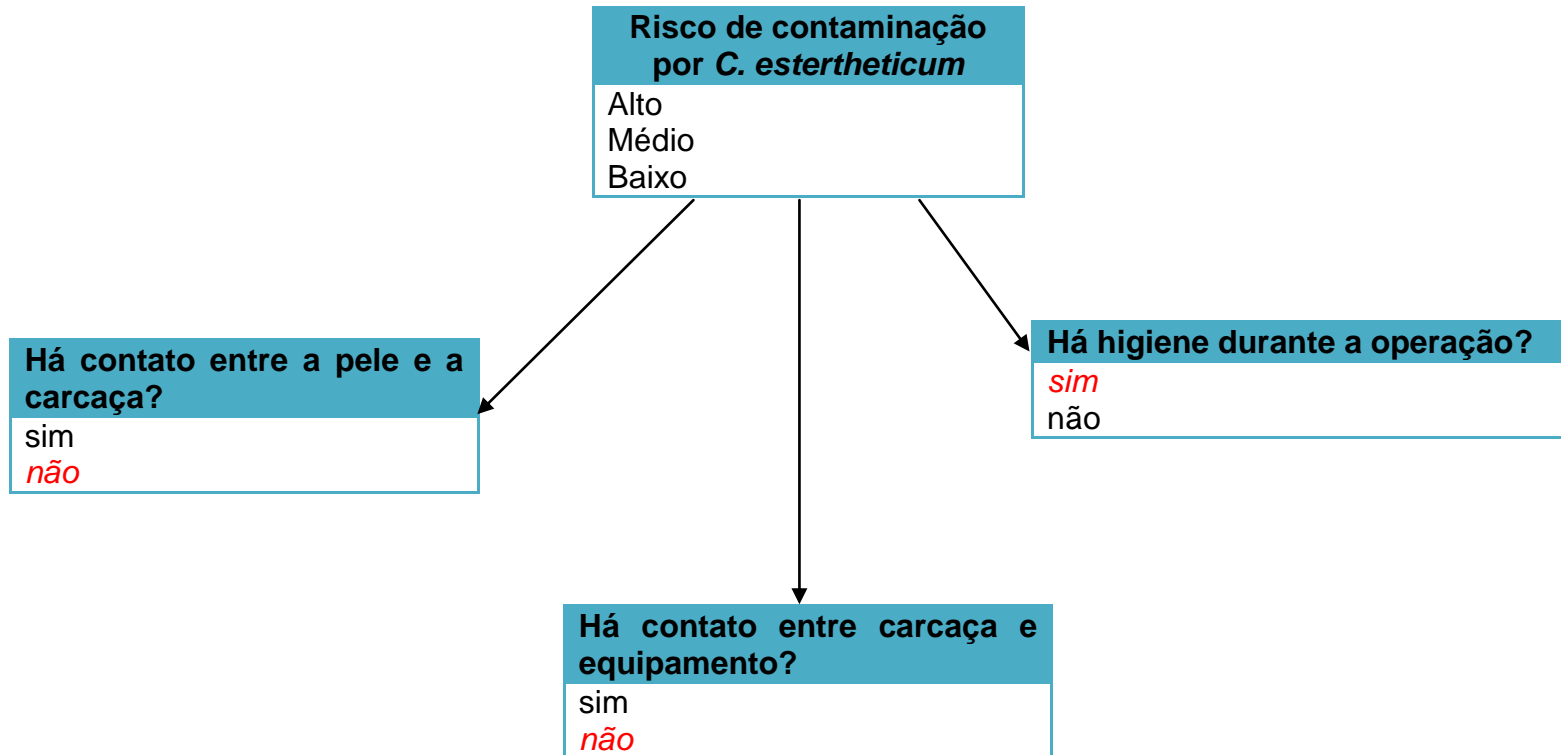 Risco de contaminação
por C. estertheticum
Alto
Médio
Baixo
Há contato entre a pele e a
carcaça?
sim
não
Há higiene durante a operação?
sim
não
Há contato entre carcaça e
equipamento?
sim
não